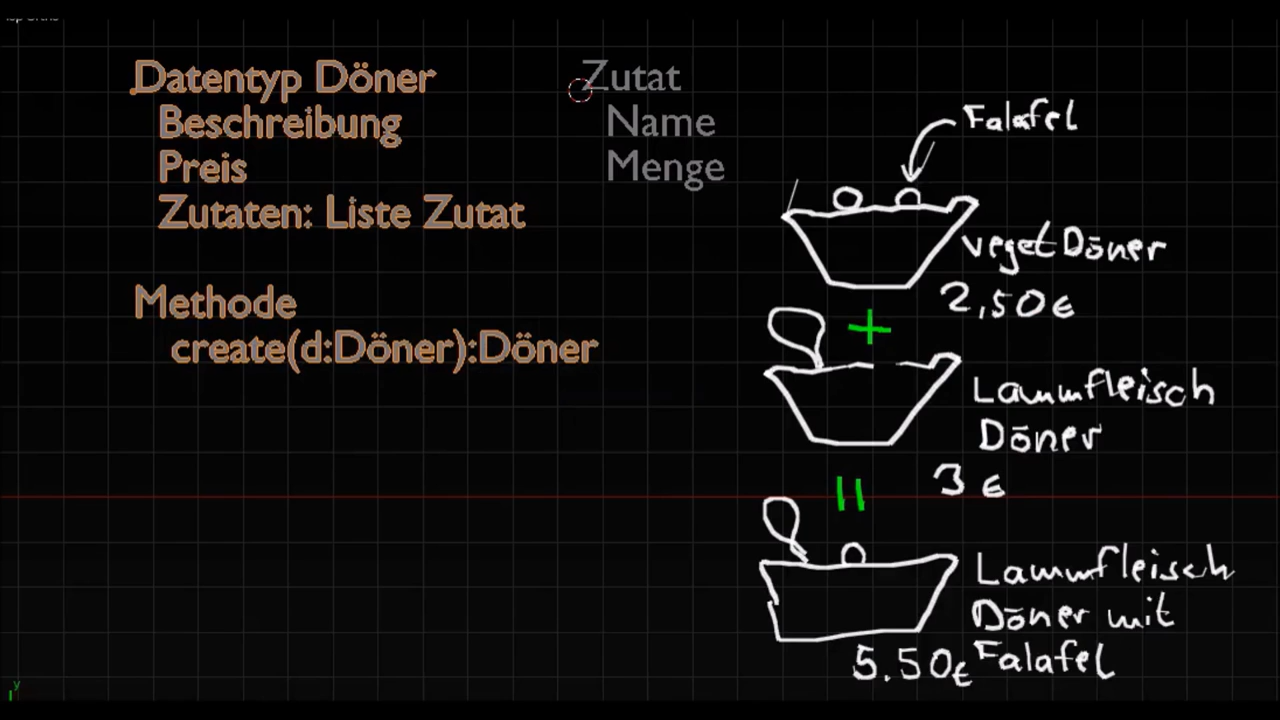 Datentyp Döner
Beschreibung
Preis
Zutaten: Liste Zutat
Methode
create(d:Döner):Döner
Zutat
Name
Menge
Falafel
veget Döner
2,50€
+
Lammfleisch
Döner
3 €
=
Lammfleisch
Döner mit
Falafel
5.50€
y